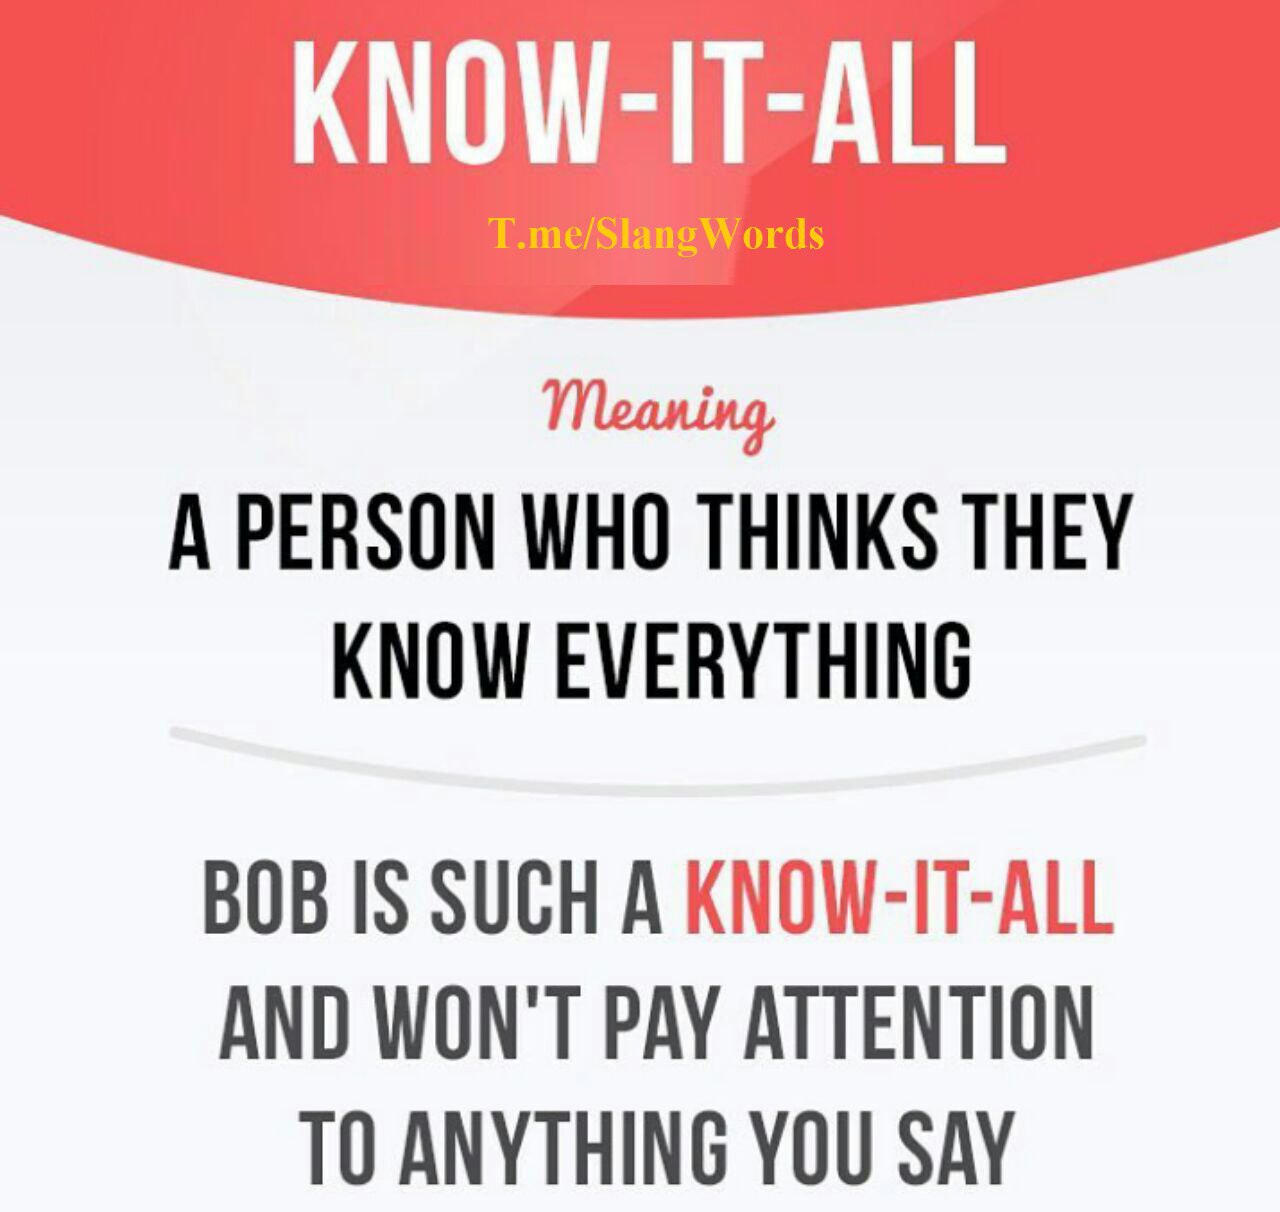 KNOW-IT-ALL
T.me/SlangWords
Meaning
A PERSON WHO THINKS THEY
KNOW EVERYTHING
BOB IS SUCH A KNOW-IT-ALL
AND WON'T PAY ATTENTION
TO ANYTHING YOU SAY